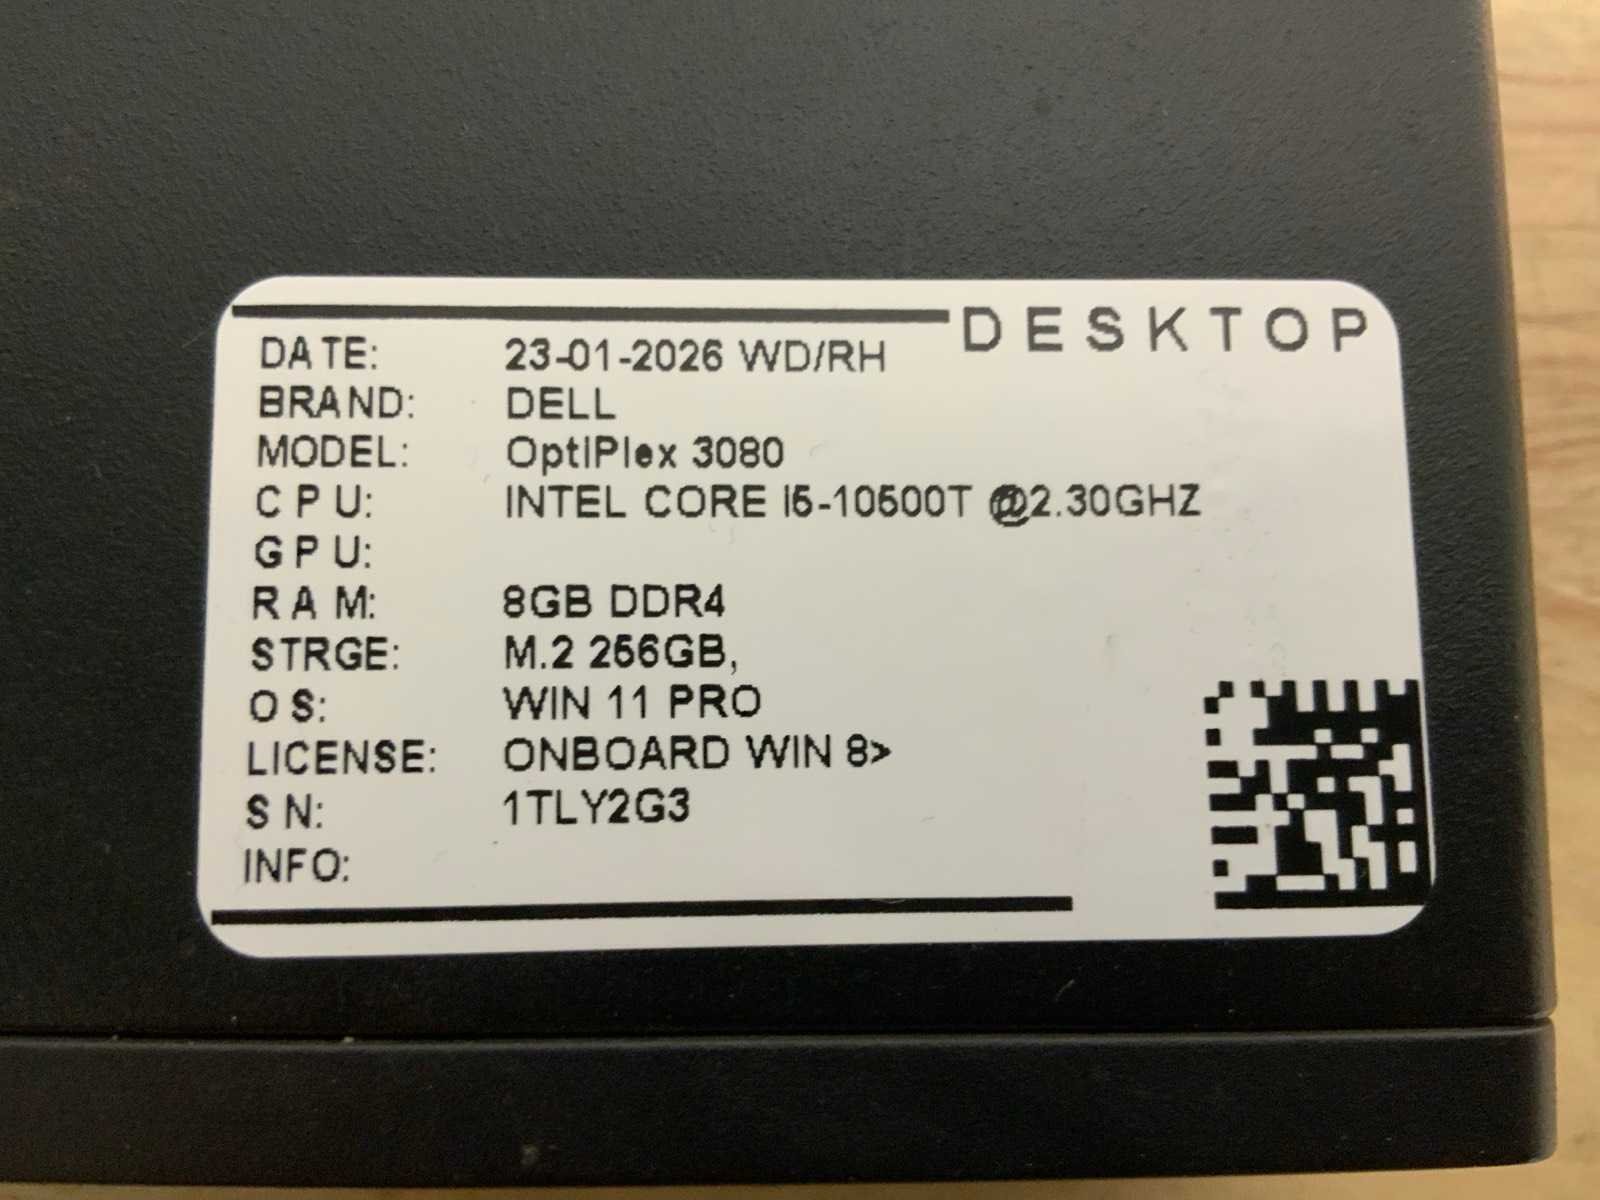 DESKTOP
DATE: 23-01-2026 WD/RH
BRAND: DELL
MODEL: OptiPlex 3080
CPU: INTEL CORE I5-10500T @2.30GHZ
GPU:
RAM: 8GB DDR4
STRGE: M.2 256GB,
OS: WIN 11 PRO
LICENSE: ONBOARD WIN 8>
SN: 1TLY2G3
INFO: